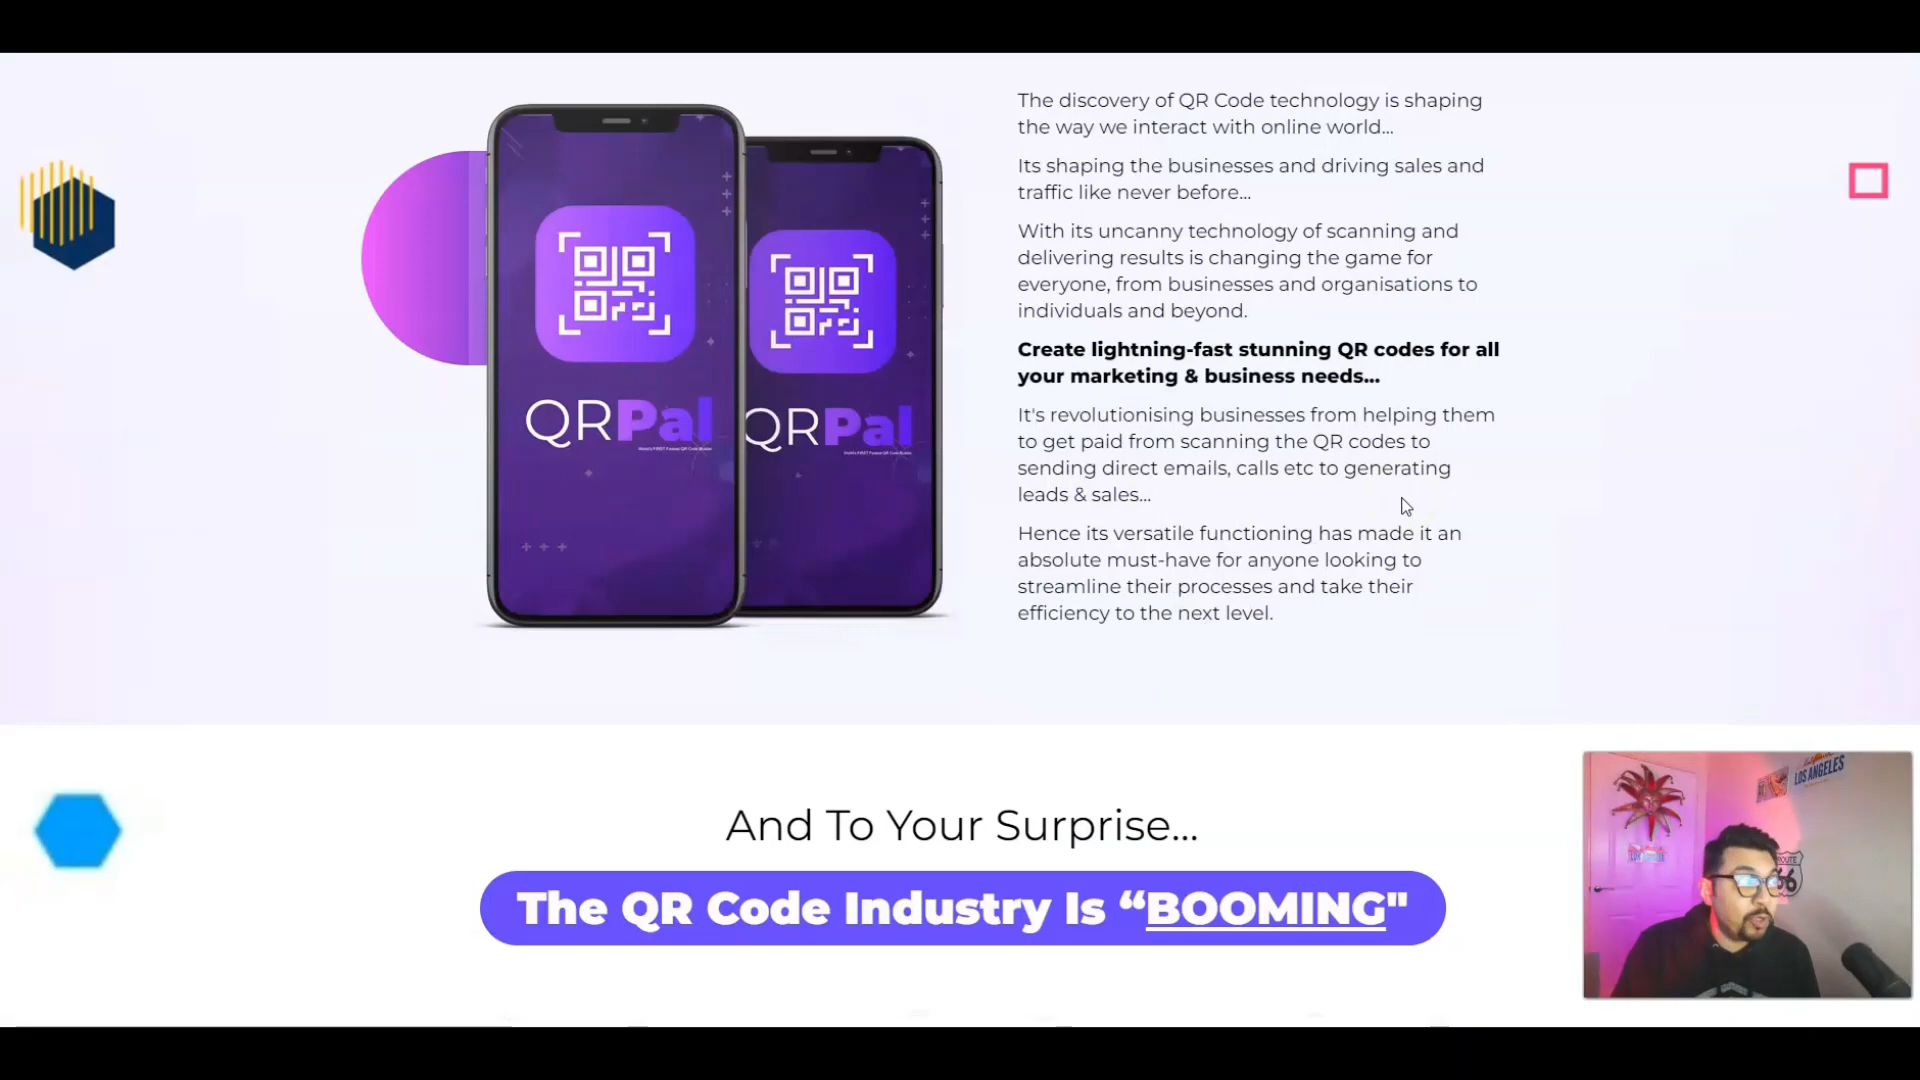 The discovery of QR Code technology is shaping
the way we interact with online world...
Its shaping the businesses and driving sales and
traffic like never before...
With its uncanny technology of scanning and
delivering results is changing the game for
everyone, from businesses and organisations to
individuals and beyond.
Create lightning-fast stunning QR codes for all
your marketing & business needs...
It's revolutionising businesses from helping them
to get paid from scanning the QR codes to
sending direct emails, calls etc to generating
leads & sales...
Hence its versatile functioning has made it an
absolute must-have for anyone looking to
streamline their processes and take their
efficiency to the next level.
QRPal
QRPal
And To Your Surprise...
The QR Code Industry Is “BOOMING"
LOS ANGELES
ROUTE
66